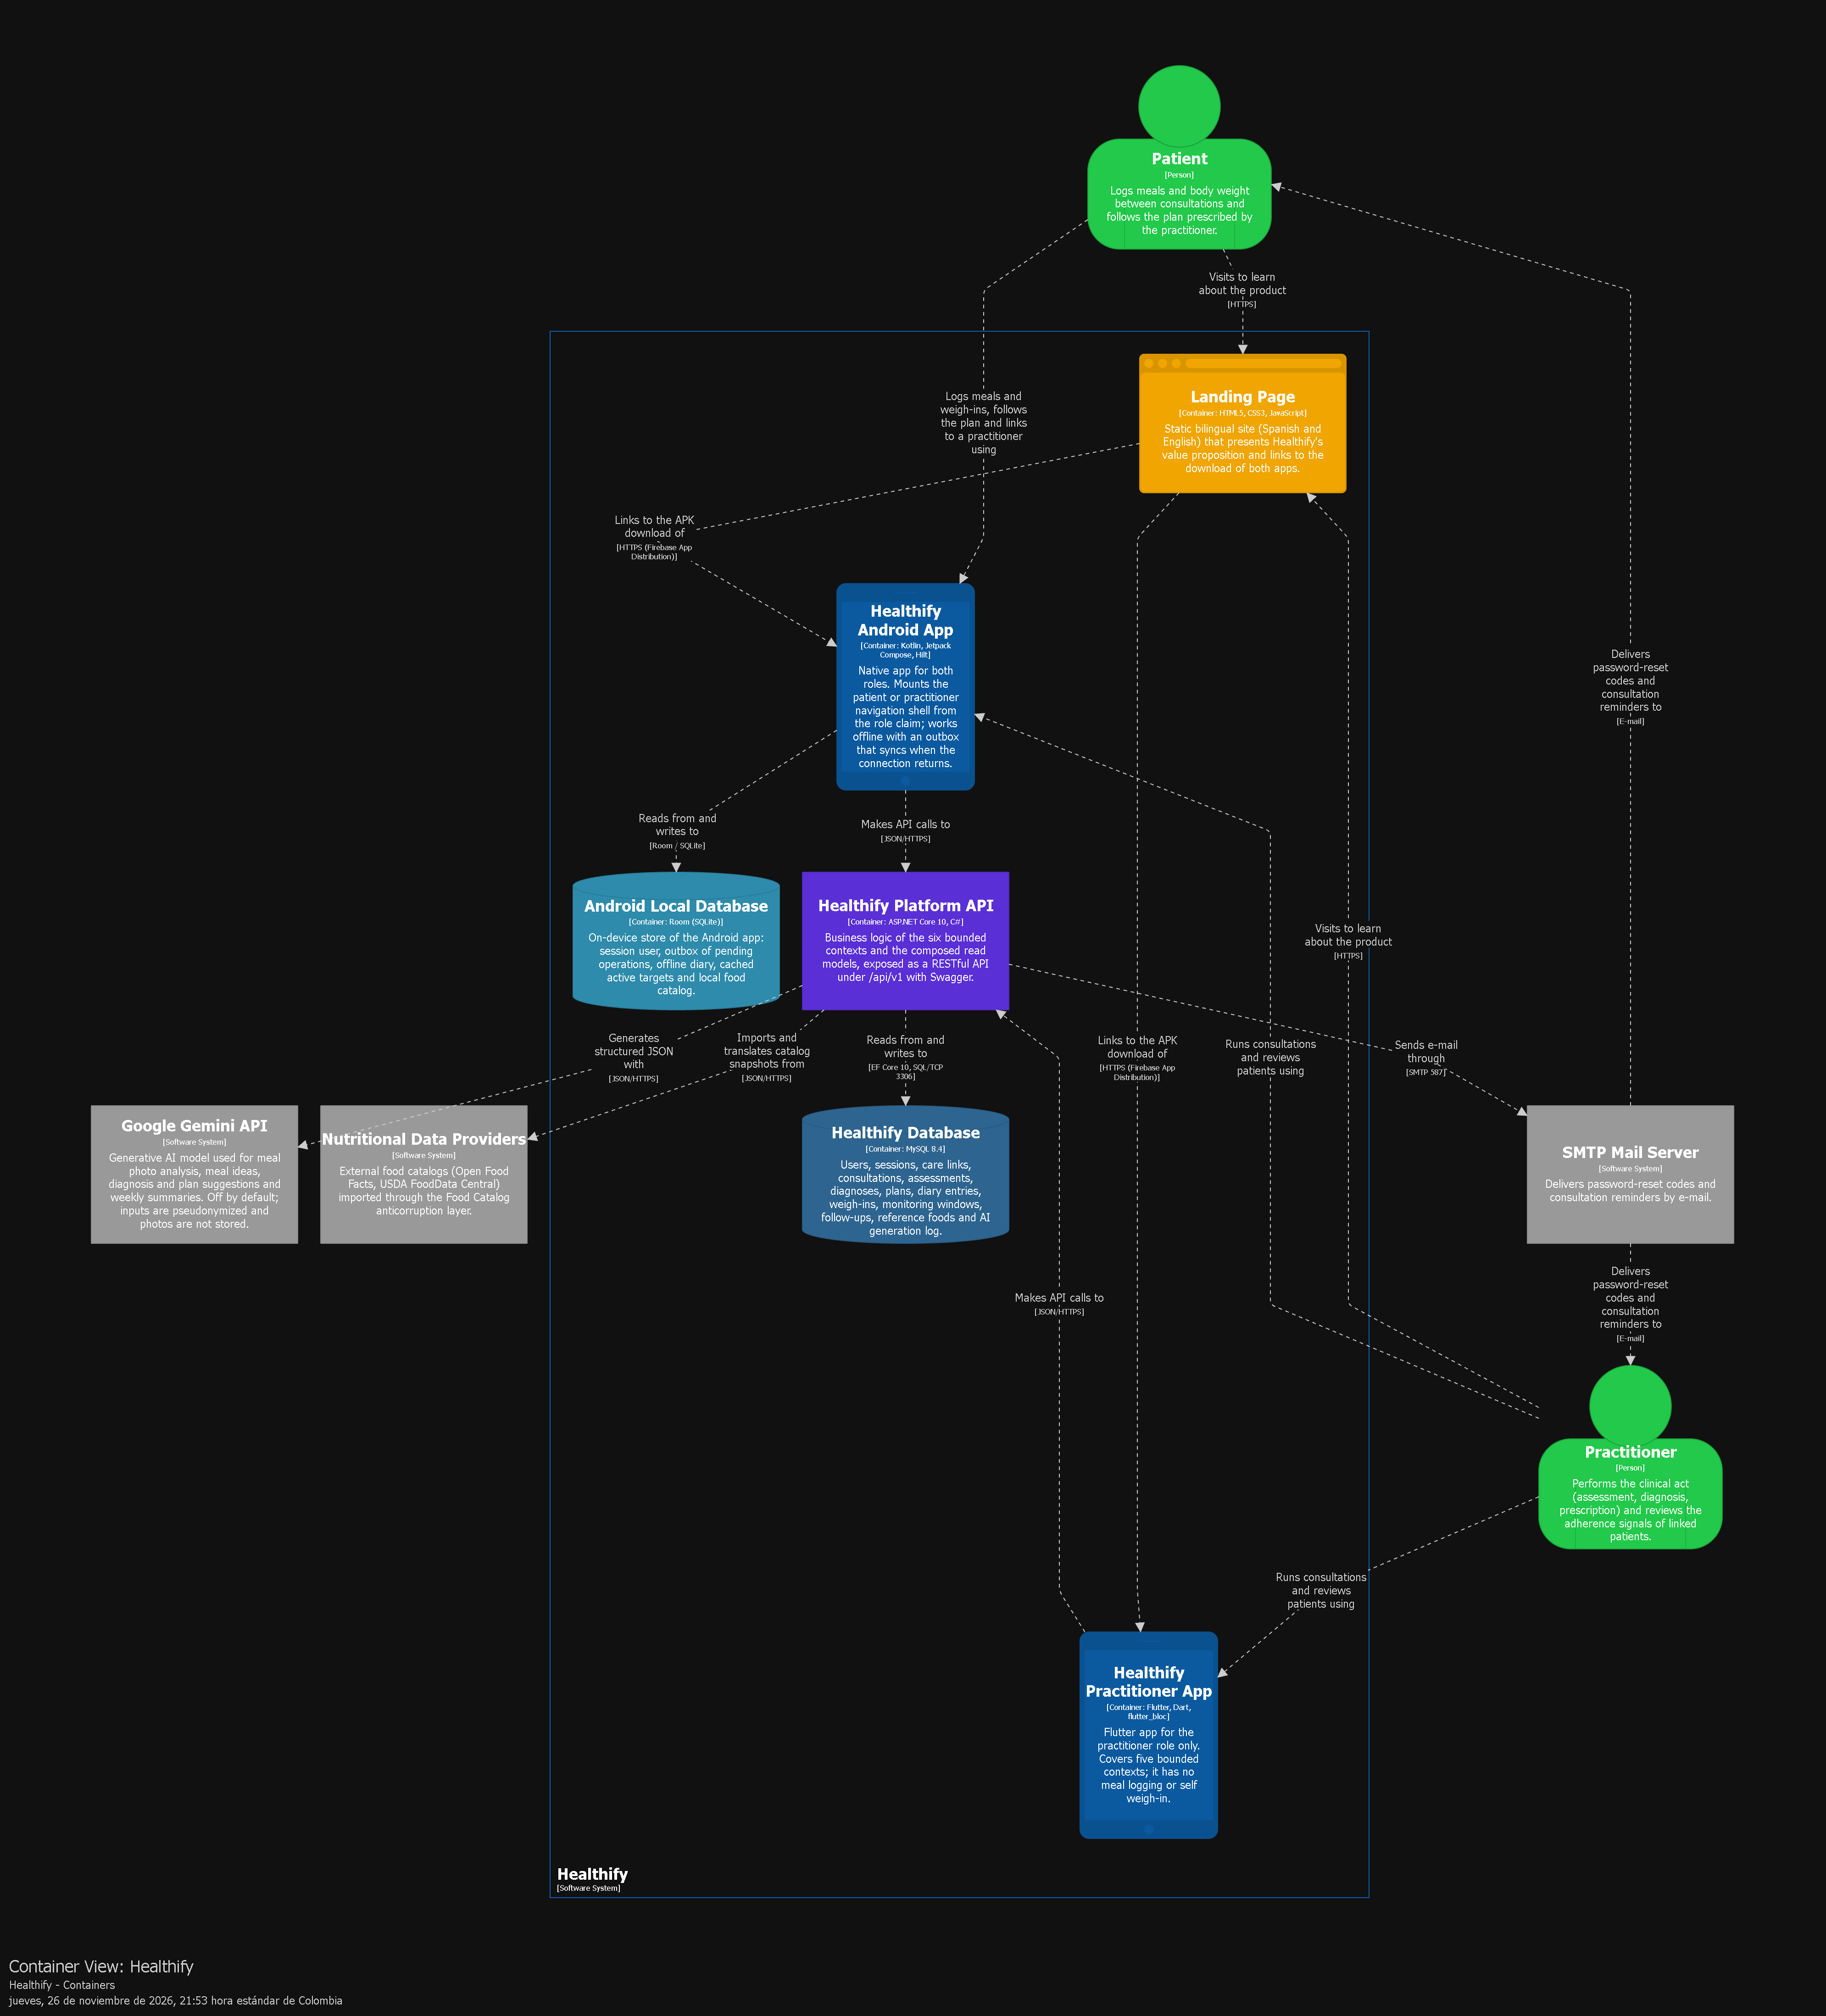 Patient
[Person]
Logs meals and body weight
between consultations and
follows the plan prescribed by
the practitioner.
Visits to learn
about the product
[HTTPS]
Landing Page
[Container: HTML5, CSS3, JavaScript]
Static bilingual site (Spanish and
English) that presents Healthify's
value proposition and links to the
download of both apps.
Logs meals and
weigh-ins, follows
the plan and links
to a practitioner
using
Links to the APK
download of
[HTTPS (Firebase App
Distribution)]
Healthify
Android App
[Container: Kotlin, Jetpack
Compose, Hilt]
Native app for both
roles. Mounts the
patient or practitioner
navigation shell from
the role claim; works
offline with an outbox
that syncs when the
connection returns.
Delivers
password-reset
codes and
consultation
reminders to
[E-mail]
Reads from and
writes to
[Room / SQLite]
Makes API calls to
[JSON/HTTPS]
Android Local Database
[Container: Room (SQLite)]
On-device store of the Android app:
session user, outbox of pending
operations, offline diary, cached
active targets and local food
catalog.
Healthify Platform API
[Container: ASP.NET Core 10, C#]
Business logic of the six bounded
contexts and the composed read
models, exposed as a RESTful API
under /api/v1 with Swagger.
Visits to learn
about the product
[HTTPS]
Generates
structured JSON
with
[JSON/HTTPS]
Imports and
translates catalog
snapshots from
[JSON/HTTPS]
Reads from and
writes to
[EF Core 10, SQL/TCP
3306]
Links to the APK
download of
[HTTPS (Firebase App
Distribution)]
Runs consultations
and reviews
patients using
Sends e-mail
through
[SMTP 587]
Google Gemini API
[Software System]
Generative AI model used for meal
photo analysis, meal ideas,
diagnosis and plan suggestions and
weekly summaries. Off by default;
inputs are pseudonymized and
photos are not stored.
Nutritional Data Providers
[Software System]
External food catalogs (Open Food
Facts, USDA FoodData Central)
imported through the Food Catalog
anticorruption layer.
Healthify Database
[Container: MySQL 8.4]
Users, sessions, care links,
consultations, assessments,
diagnoses, plans, diary entries,
weigh-ins, monitoring windows,
follow-ups, reference foods and AI
generation log.
SMTP Mail Server
[Software System]
Delivers password-reset codes and
consultation reminders by e-mail.
Makes API calls to
[JSON/HTTPS]
Delivers
password-reset
codes and
consultation
reminders to
[E-mail]
Practitioner
[Person]
Performs the clinical act
(assessment, diagnosis,
prescription) and reviews the
adherence signals of linked
patients.
Runs consultations
and reviews
patients using
Healthify
Practitioner App
[Container: Flutter, Dart,
flutter_bloc]
Flutter app for the
practitioner role only.
Covers five bounded
contexts; it has no
meal logging or self
weigh-in.
Healthify
[Software System]
Container View: Healthify
Healthify - Containers
jueves, 26 de noviembre de 2026, 21:53 hora estándar de Colombia